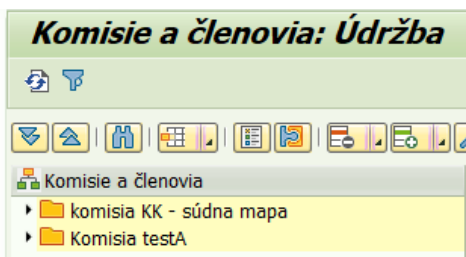 Komisie a členovia: Údržba
Komisie a členovia
komisia KK - súdna mapa
Komisia testA